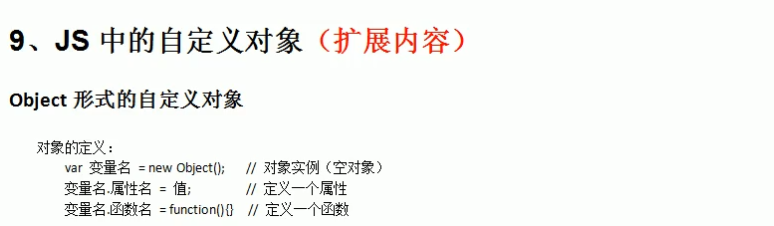 9、JS 中的自定义对象（扩展内容）
Object 形式的自定义对象
对象的定义：
var 变量名 = new Object(); // 对象实例（空对象）
变量名.属性名 = 值; // 定义一个属性
变量名.函数名 = function(){} // 定义一个函数